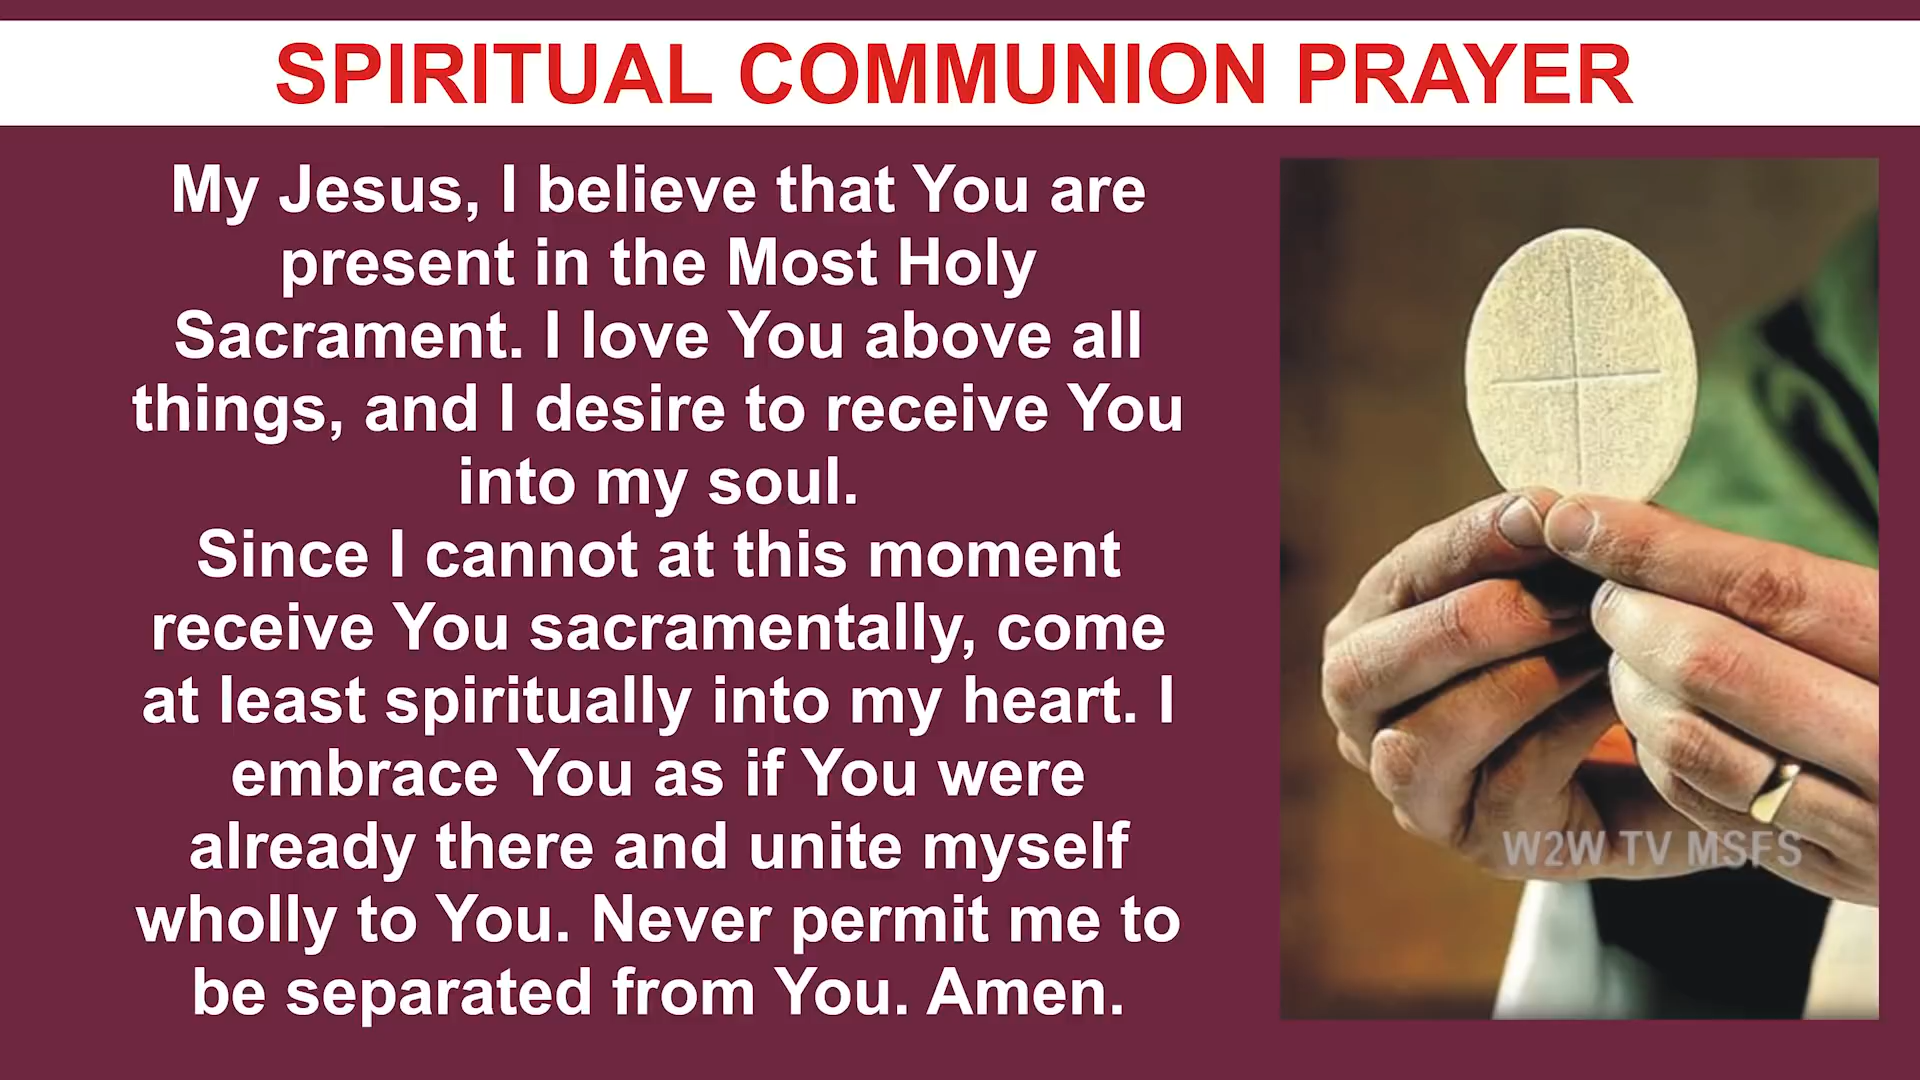 SPIRITUAL COMMUNION PRAYER
My Jesus, I believe that You are
present in the Most Holy
Sacrament. I love You above all
things, and I desire to receive You
into my soul.
Since I cannot at this moment
receive You sacramentally, come
at least spiritually into my heart. I
embrace You as if You were
already there and unite myself
wholly to You. Never permit me to
be separated from You. Amen.
W2W TV MSFS